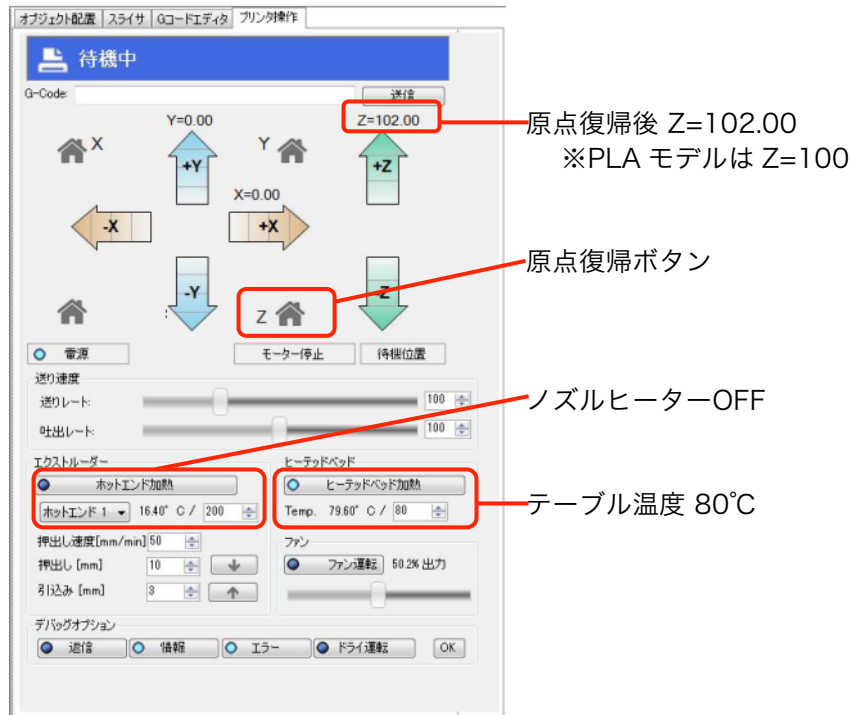 オブジェクト配置 スライサ Gコードエディタ プリンタ操作
待機中
G-Code: 送信
Y=0.00 Z=102.00
原点復帰後 Z=102.00
※PLA モデルは Z=100
X Y
+Y +Z
X=0.00
-X +X
原点復帰ボタン
-Y -Z
Z
電源 モーター停止 待機位置
送り速度
送りレート: 100
ノズルヒーターOFF
吐出レート: 100
エクストルーダー ヒーテッドベッド
ホットエンド加熱 ヒーテッドベッド加熱
テーブル温度 80℃
ホットエンド 1 16.40° C / 200 Temp. 79.60° C / 80
押出し速度[mm/min] 50 ファン
押出し [mm] 10 ファン運転 50.2% 出力
引込み [mm] 3
デバッグオプション
返信 情報 エラー ドライ運転 OK